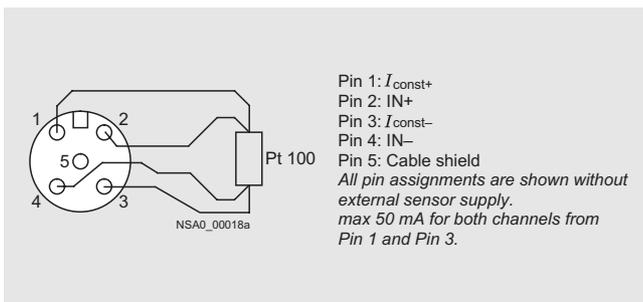 1
2
5
4
3
Pt 100
NSA0_00018a
Pin 1: Iconst+
Pin 2: IN+
Pin 3: Iconst–
Pin 4: IN–
Pin 5: Cable shield
All pin assignments are shown without
external sensor supply.
max 50 mA for both channels from
Pin 1 and Pin 3.